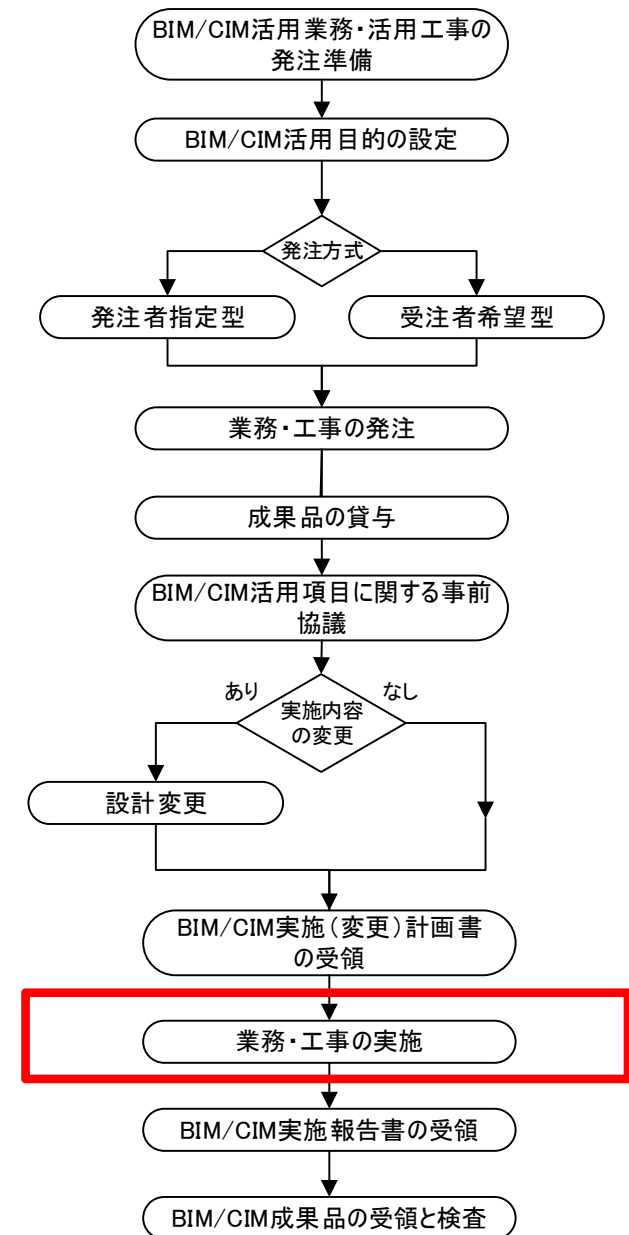 BIM/CIM活用業務・活用工事の
発注準備
BIM/CIM活用目的の設定
発注方式
発注者指定型
受注者希望型
業務・工事の発注
成果品の貸与
BIM/CIM活用項目に関する事前
協議
あり
なし
実施内容
の変更
設計変更
BIM/CIM実施(変更)計画書
の受領
業務・工事の実施
BIM/CIM実施報告書の受領
BIM/CIM成果品の受領と検査